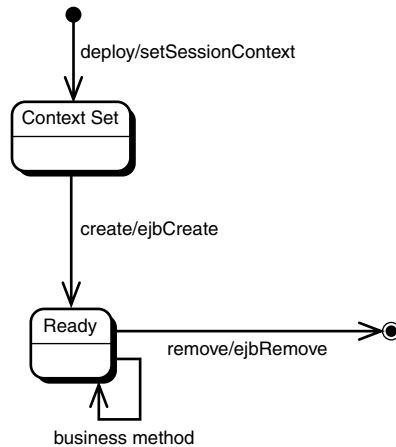 deploy/setSessionContext
Context Set
create/ejbCreate
Ready
remove/ejbRemove
business method